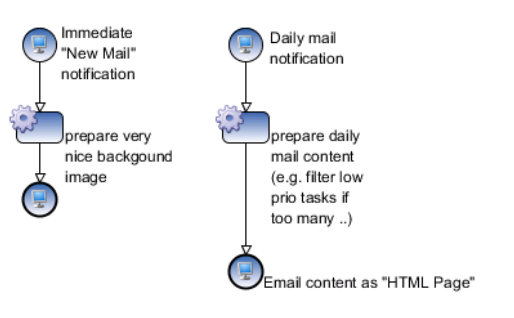 Immediate
"New Mail"
notification
prepare very
nice backgound
image
Daily mail
notification
prepare daily
mail content
(e.g. filter low
prio tasks if
too many ..)
Email content as "HTML Page"